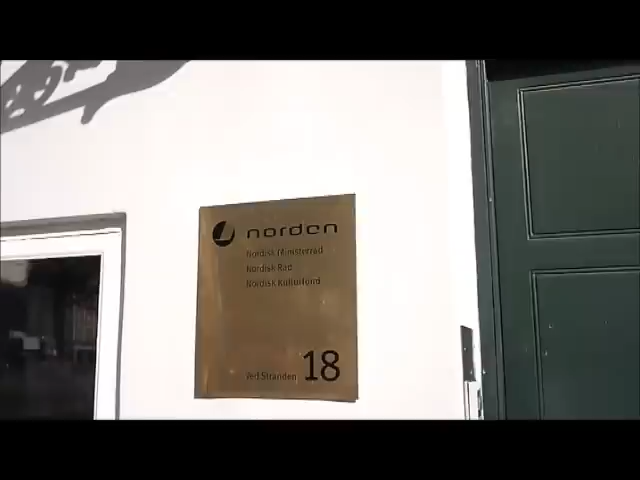 norden
Nordisk Ministerråd
Nordisk Råd
Nordisk Kulturfond
Ved Stranden 18